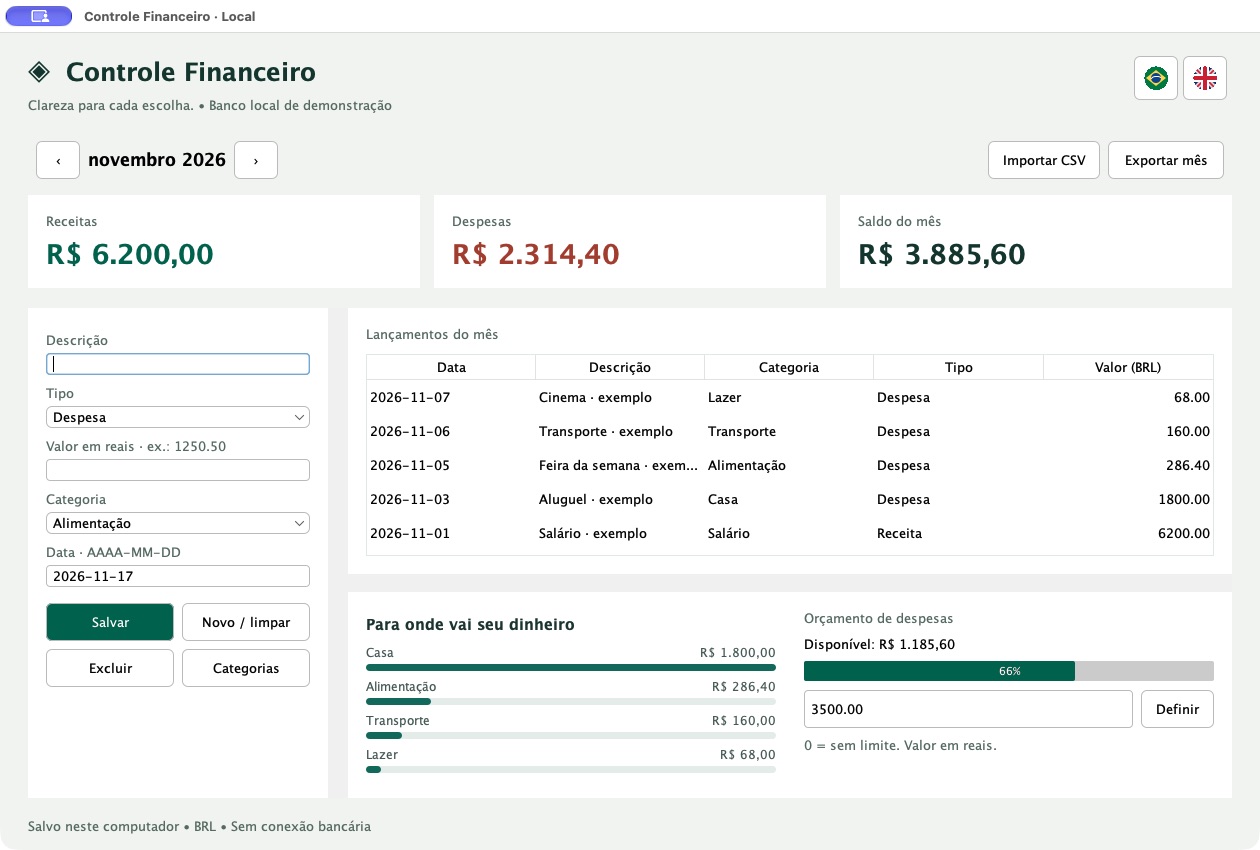 Controle Financeiro · Local
Controle Financeiro
Clareza para cada escolha. • Banco local de demonstração
‹ novembro 2026 ›
Importar CSV Exportar mês
Receitas
R$ 6.200,00
Despesas
R$ 2.314,40
Saldo do mês
R$ 3.885,60
Descrição
Tipo
Despesa
Valor em reais · ex.: 1250.50
Categoria
Alimentação
Data · AAAA-MM-DD
2026-11-17
Salvar Novo / limpar
Excluir Categorias
Lançamentos do mês
Data Descrição Categoria Tipo Valor (BRL)
2026-11-07 Cinema · exemplo Lazer Despesa 68.00
2026-11-06 Transporte · exemplo Transporte Despesa 160.00
2026-11-05 Feira da semana · exem... Alimentação Despesa 286.40
2026-11-03 Aluguel · exemplo Casa Despesa 1800.00
2026-11-01 Salário · exemplo Salário Receita 6200.00
Para onde vai seu dinheiro
Casa R$ 1.800,00
Alimentação R$ 286,40
Transporte R$ 160,00
Lazer R$ 68,00
Orçamento de despesas
Disponível: R$ 1.185,60
66%
3500.00 Definir
0 = sem limite. Valor em reais.
Salvo neste computador • BRL • Sem conexão bancária